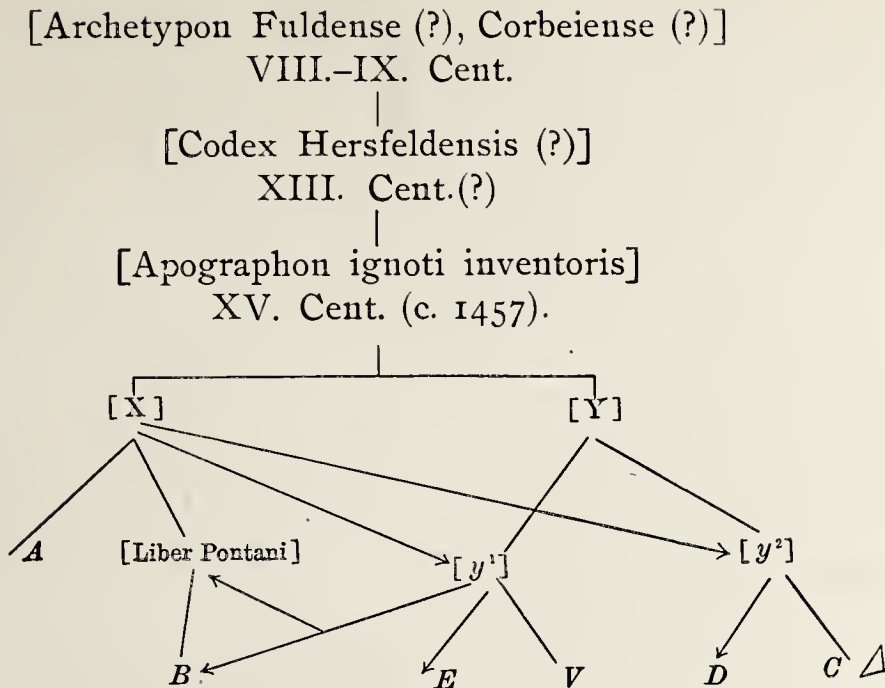 [Archetypon Fuldense (?), Corbeiense (?)]
VIII.–IX. Cent.
[Codex Hersfeldensis (?)]
XIII. Cent.(?)
[Apographon ignoti inventoris]
XV. Cent. (c. 1457).
[X] [Y]
A [Liber Pontani] [y¹] [y²]
B E V D C Δ